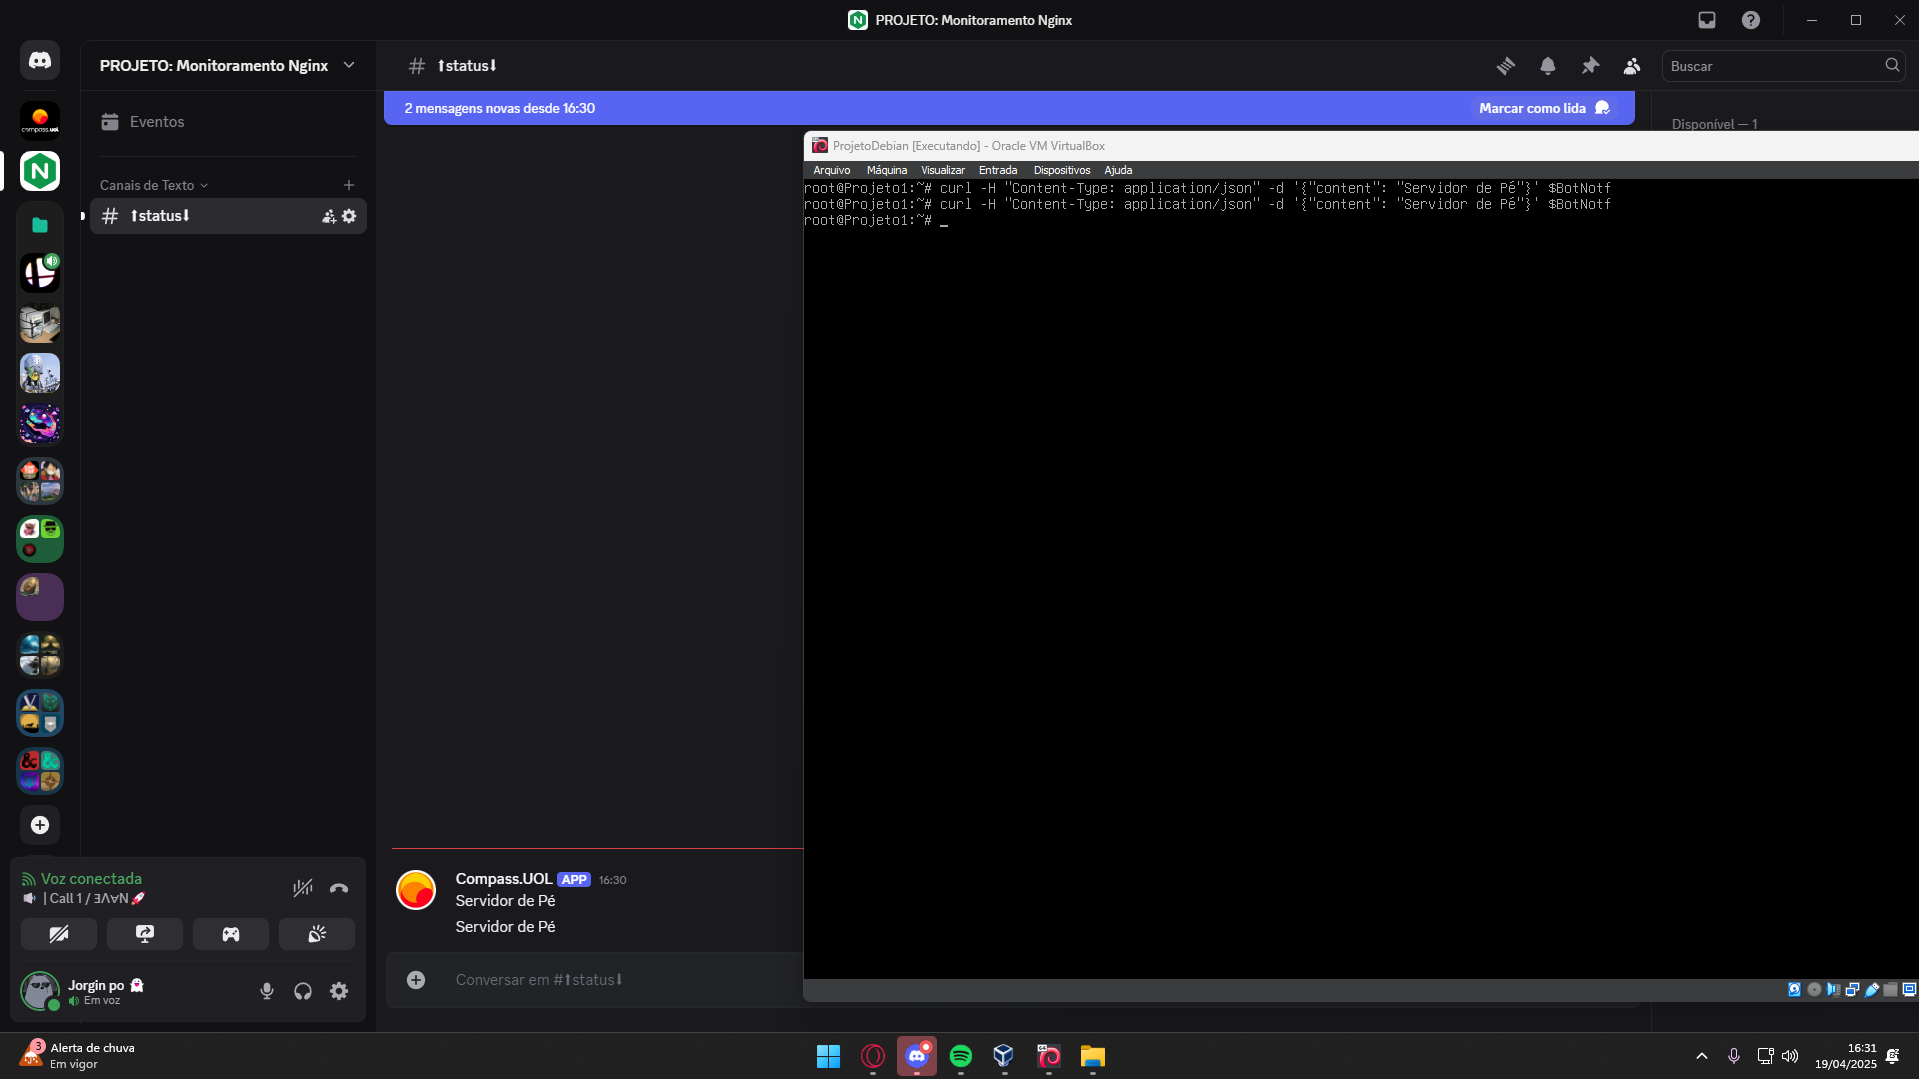 PROJETO: Monitoramento Nginx
PROJETO: Monitoramento Nginx
Eventos
Canais de Texto
⬆status⬇
⬆status⬇
Buscar
2 mensagens novas desde 16:30
Marcar como lida
Disponível — 1
ProjetoDebian [Executando] - Oracle VM VirtualBox
Arquivo Máquina Visualizar Entrada Dispositivos Ajuda
root@Projeto1:~# curl -H "Content-Type: application/json" -d '{"content": "Servidor de Pé"}' $BotNotf
root@Projeto1:~# curl -H "Content-Type: application/json" -d '{"content": "Servidor de Pé"}' $BotNotf
root@Projeto1:~# _
compass.uol
Compass.UOL APP 16:30
Servidor de Pé
Servidor de Pé
Conversar em #⬆status⬇
Voz conectada
| Call 1 / ƎΛⱯN🚀
Jorgin po
Em voz
3
Alerta de chuva
Em vigor
16:31
19/04/2025